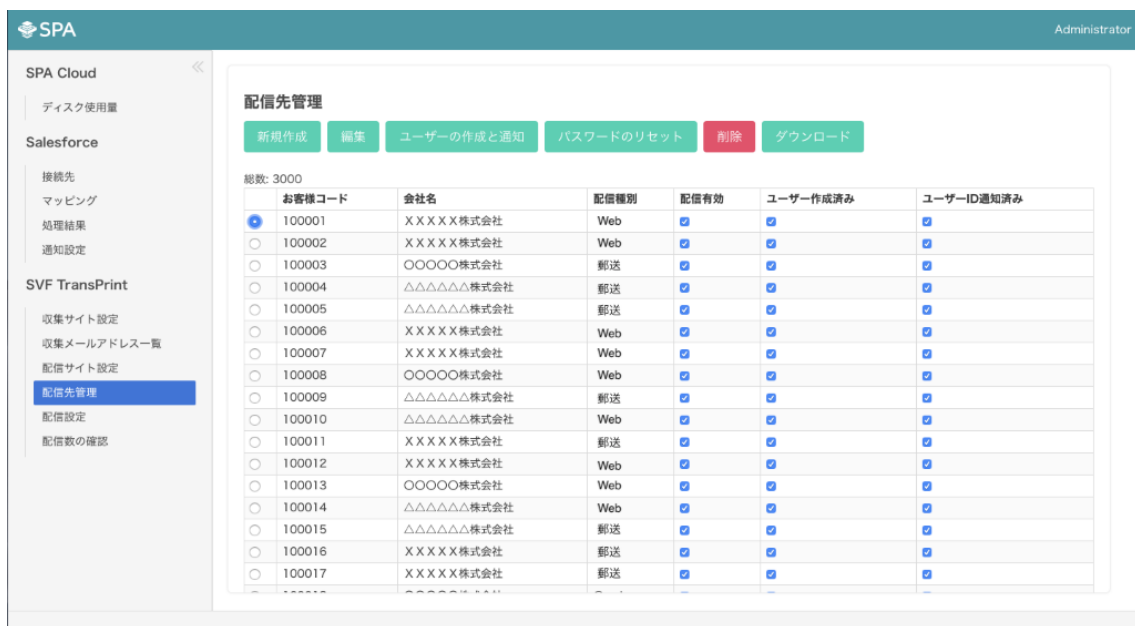 SPA
Administrator
SPA Cloud
ディスク使用量
Salesforce
接続先
マッピング
処理結果
通知設定
SVF TransPrint
収集サイト設定
収集メールアドレス一覧
配信サイト設定
配信先管理
配信設定
配信数の確認
配信先管理
新規作成 編集 ユーザーの作成と通知 パスワードのリセット 削除 ダウンロード
総数: 3000
お客様コード 会社名 配信種別 配信有効 ユーザー作成済み ユーザーID通知済み
100001 XXXXX株式会社 Web
100002 XXXXX株式会社 Web
100003 〇〇〇〇〇株式会社 郵送
100004 △△△△△△株式会社 郵送
100005 △△△△△△株式会社 郵送
100006 XXXXX株式会社 Web
100007 XXXXX株式会社 Web
100008 〇〇〇〇〇株式会社 Web
100009 △△△△△△株式会社 郵送
100010 △△△△△△株式会社 Web
100011 XXXXX株式会社 郵送
100012 XXXXX株式会社 Web
100013 〇〇〇〇〇株式会社 Web
100014 △△△△△△株式会社 Web
100015 △△△△△△株式会社 郵送
100016 XXXXX株式会社 郵送
100017 XXXXX株式会社 郵送